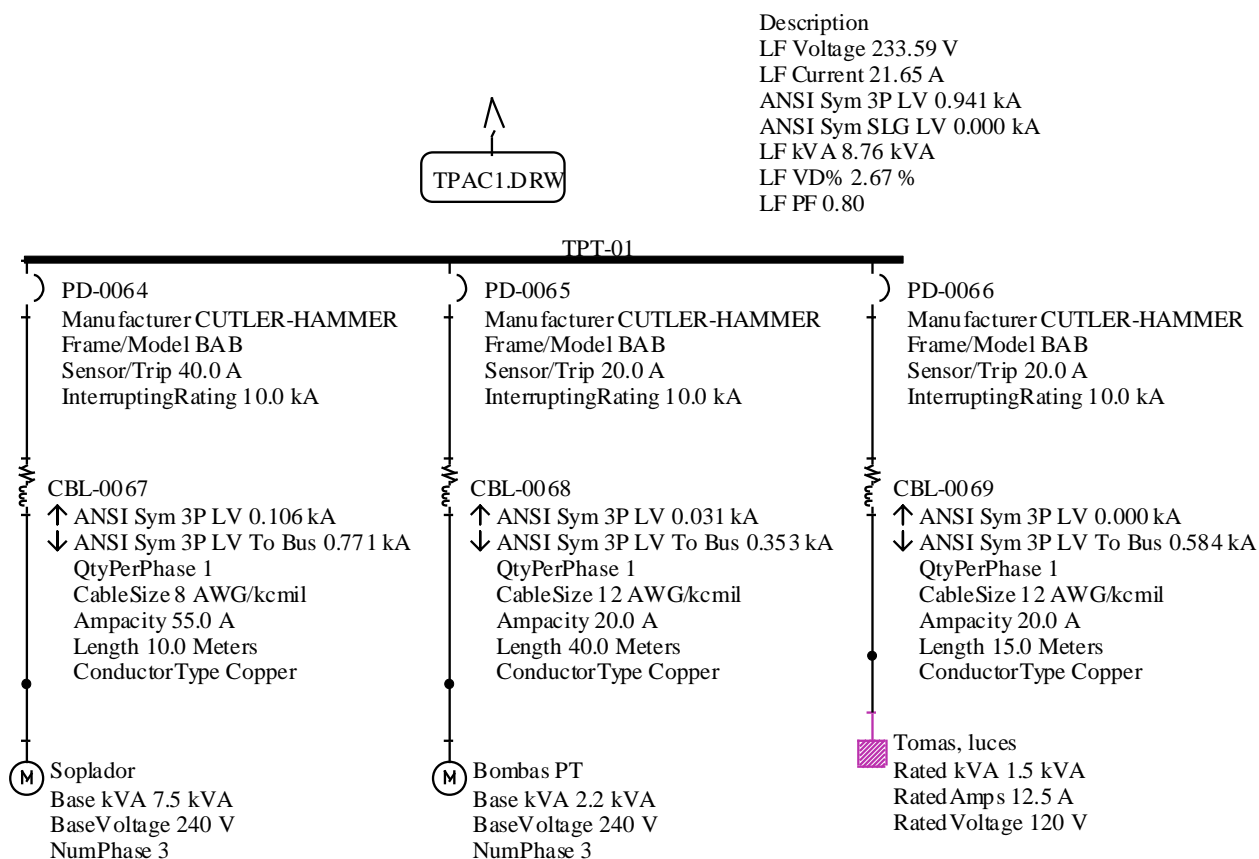 Description
LF Voltage 233.59 V
LF Current 21.65 A
ANSI Sym 3P LV 0.941 kA
ANSI Sym SLG LV 0.000 kA
LF kVA 8.76 kVA
LF VD% 2.67 %
LF PF 0.80
TPAC1.DRW
TPT-01
PD-0064
Manufacturer CUTLER-HAMMER
Frame/Model BAB
Sensor/Trip 40.0 A
InterruptingRating 10.0 kA
PD-0065
Manufacturer CUTLER-HAMMER
Frame/Model BAB
Sensor/Trip 20.0 A
InterruptingRating 10.0 kA
PD-0066
Manufacturer CUTLER-HAMMER
Frame/Model BAB
Sensor/Trip 20.0 A
InterruptingRating 10.0 kA
CBL-0067
↑ ANSI Sym 3P LV 0.106 kA
↓ ANSI Sym 3P LV To Bus 0.771 kA
QtyPerPhase 1
CableSize 8 AWG/kcmil
Ampacity 55.0 A
Length 10.0 Meters
ConductorType Copper
CBL-0068
↑ ANSI Sym 3P LV 0.031 kA
↓ ANSI Sym 3P LV To Bus 0.353 kA
QtyPerPhase 1
CableSize 12 AWG/kcmil
Ampacity 20.0 A
Length 40.0 Meters
ConductorType Copper
CBL-0069
↑ ANSI Sym 3P LV 0.000 kA
↓ ANSI Sym 3P LV To Bus 0.584 kA
QtyPerPhase 1
CableSize 12 AWG/kcmil
Ampacity 20.0 A
Length 15.0 Meters
ConductorType Copper
M
Soplador
Base kVA 7.5 kVA
BaseVoltage 240 V
NumPhase 3
M
Bombas PT
Base kVA 2.2 kVA
BaseVoltage 240 V
NumPhase 3
Tomas, luces
Rated kVA 1.5 kVA
RatedAmps 12.5 A
RatedVoltage 120 V